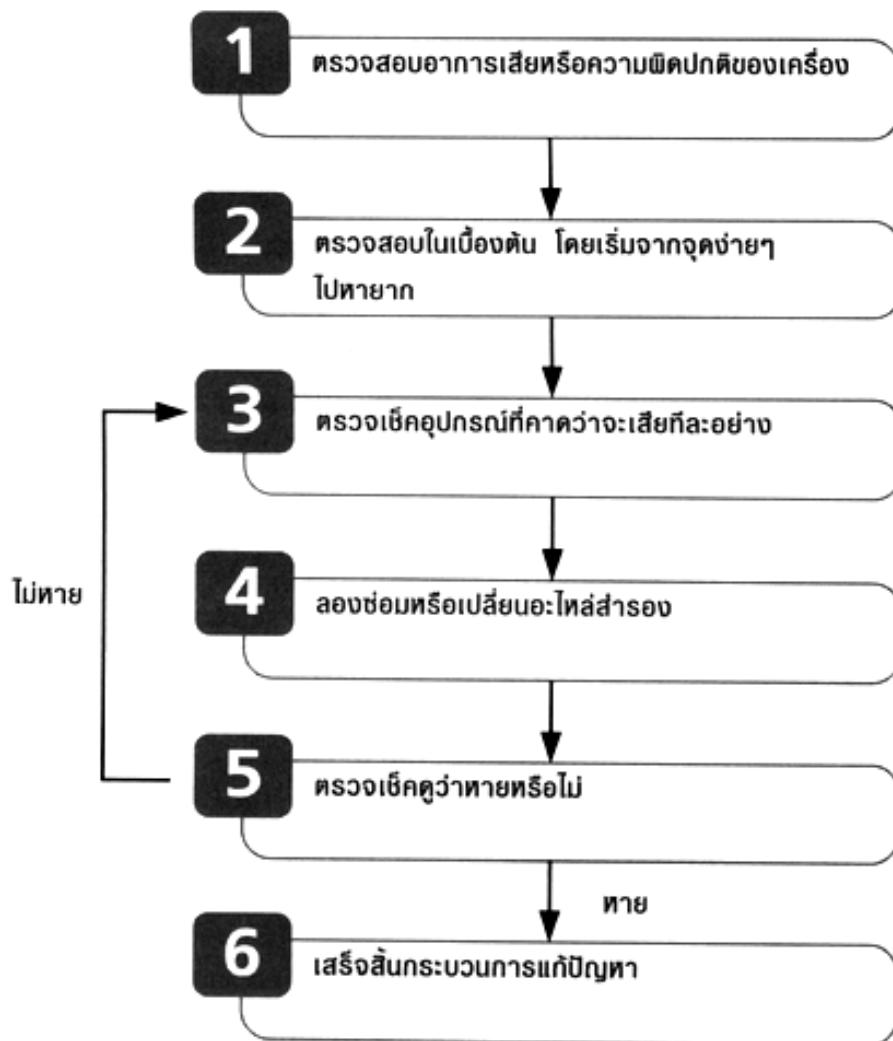 1
ตรวจสอบอาการเสียหรือความผิดปกติของเครื่อง
2
ตรวจสอบในเบื้องต้น โดยเริ่มจากจุดง่ายๆ
ไปหายาก
3
ตรวจเช็คอุปกรณ์ที่คาดว่าจะเสียทีละอย่าง
ไม่หาย
4
ลองซ่อมหรือเปลี่ยนอะไหล่สำรอง
5
ตรวจเช็คดูว่าหายหรือไม่
หาย
6
เสร็จสิ้นกระบวนการแก้ปัญหา